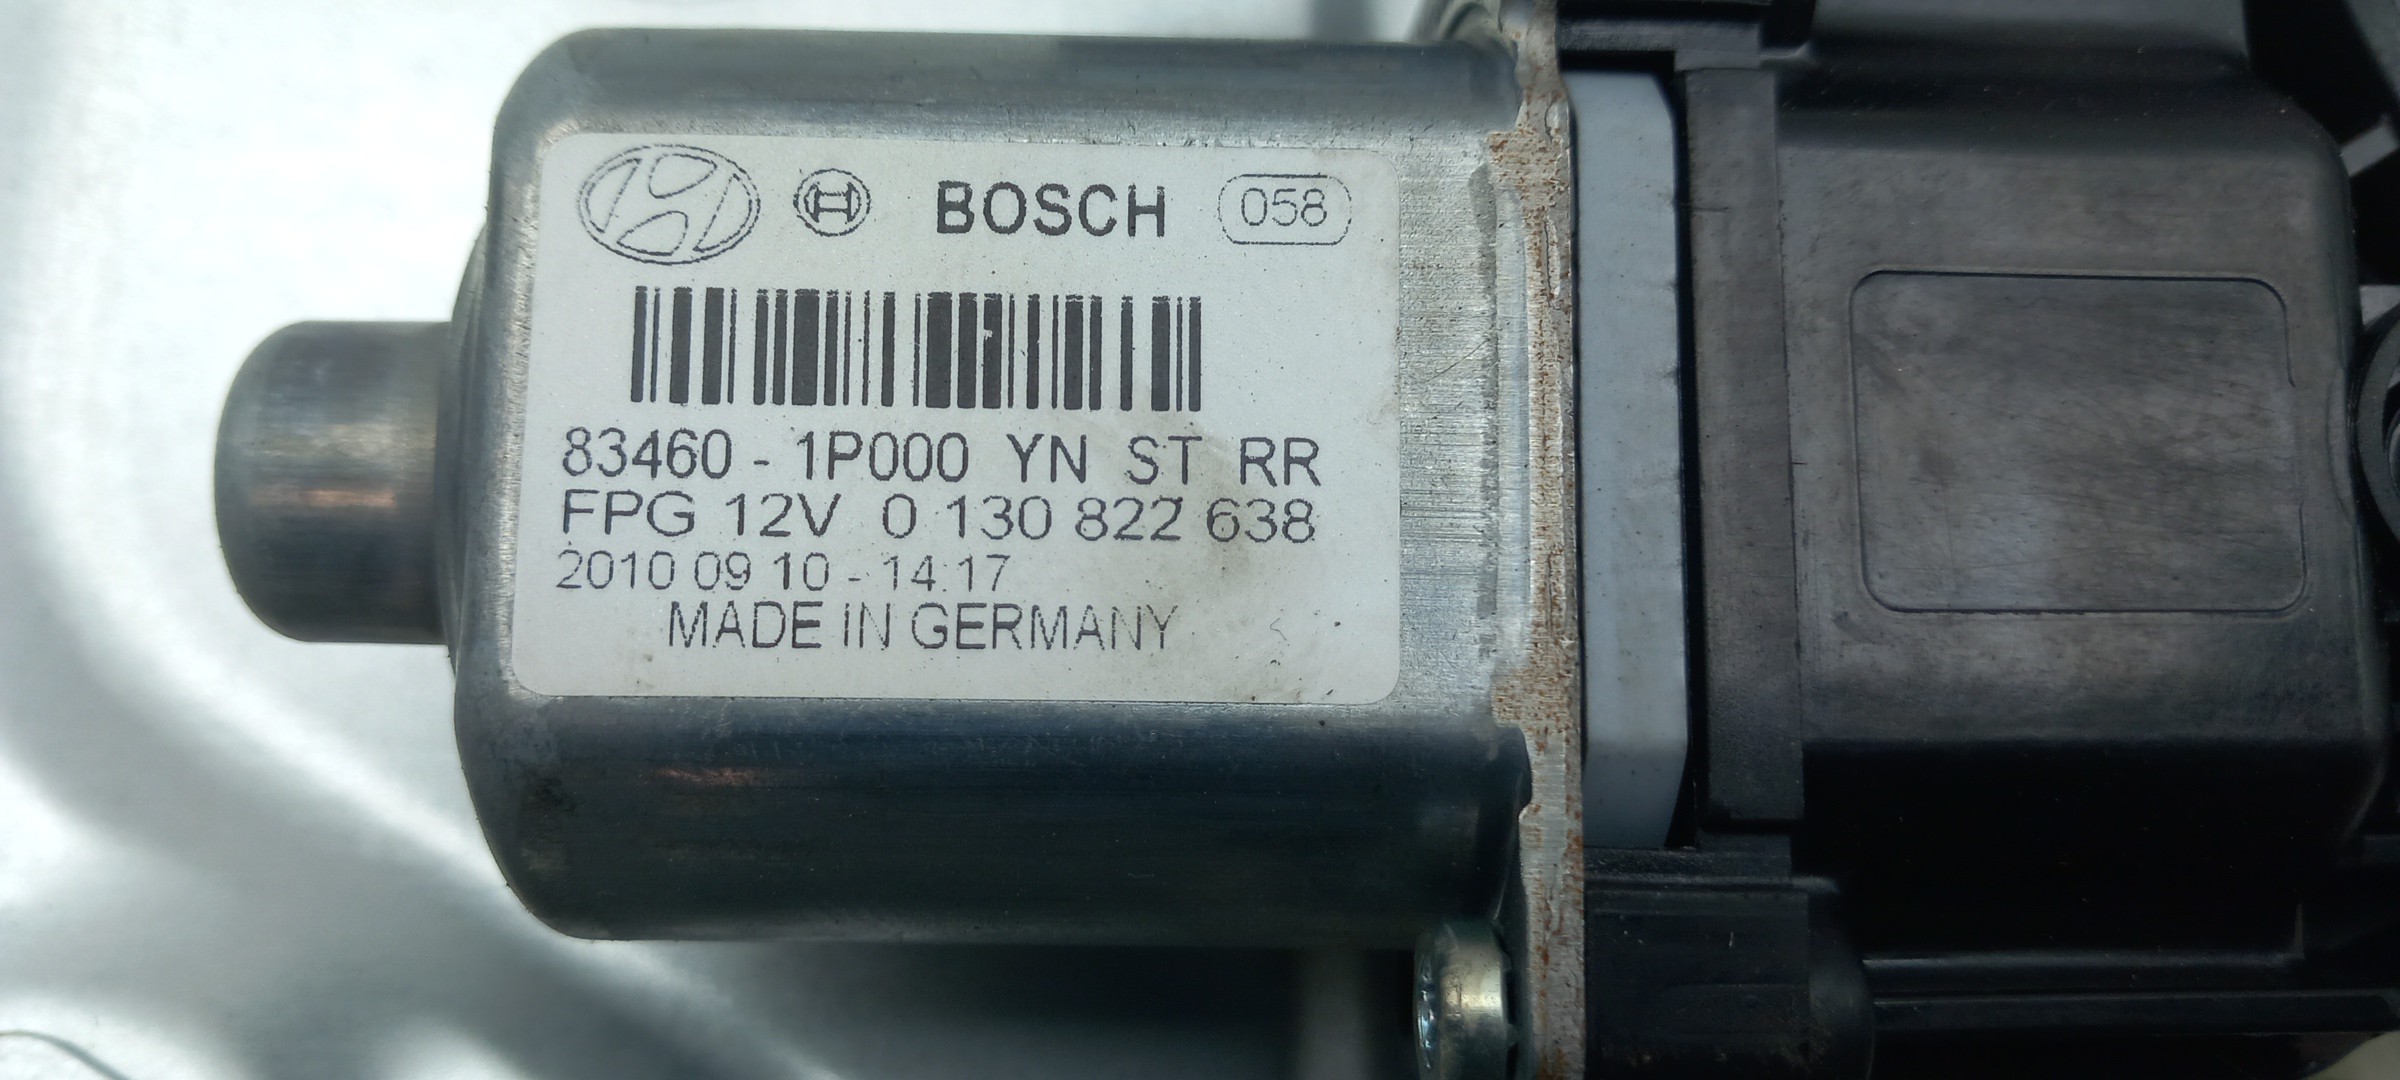 BOSCH 058
83460 - 1P000 YN ST RR
FPG 12V 0 130 822 638
2010 09 10 - 14:17
MADE IN GERMANY